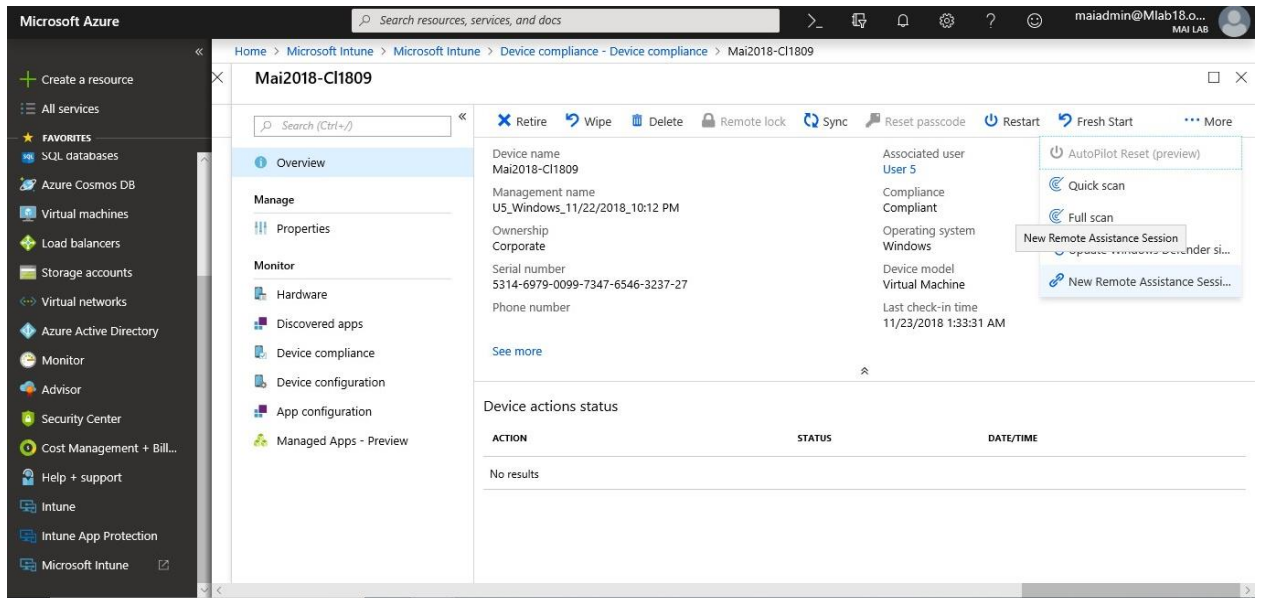 Microsoft Azure
Search resources, services, and docs
maiadmin@Mlab18.o...
MAI LAB
Home > Microsoft Intune > Microsoft Intune > Device compliance - Device compliance > Mai2018-Cl1809
Create a resource
All services
FAVORITES
SQL databases
Azure Cosmos DB
Virtual machines
Load balancers
Storage accounts
Virtual networks
Azure Active Directory
Monitor
Advisor
Security Center
Cost Management + Bill...
Help + support
Intune
Intune App Protection
Microsoft Intune
Mai2018-Cl1809
Search (Ctrl+/)
Overview
Manage
Properties
Monitor
Hardware
Discovered apps
Device compliance
Device configuration
App configuration
Managed Apps - Preview
Retire Wipe Delete Remote lock Sync Reset passcode Restart Fresh Start ··· More
Device name
Mai2018-Cl1809
Management name
U5_Windows_11/22/2018_10:12 PM
Ownership
Corporate
Serial number
5314-6979-0099-7347-6546-3237-27
Phone number
See more
Associated user
User 5
Compliance
Compliant
Operating system
Windows
Device model
Virtual Machine
Last check-in time
11/23/2018 1:33:31 AM
AutoPilot Reset (preview)
Quick scan
Full scan
New Remote Assistance Session
Update Windows Defender si...
New Remote Assistance Sessi...
Device actions status
ACTION STATUS DATE/TIME
No results